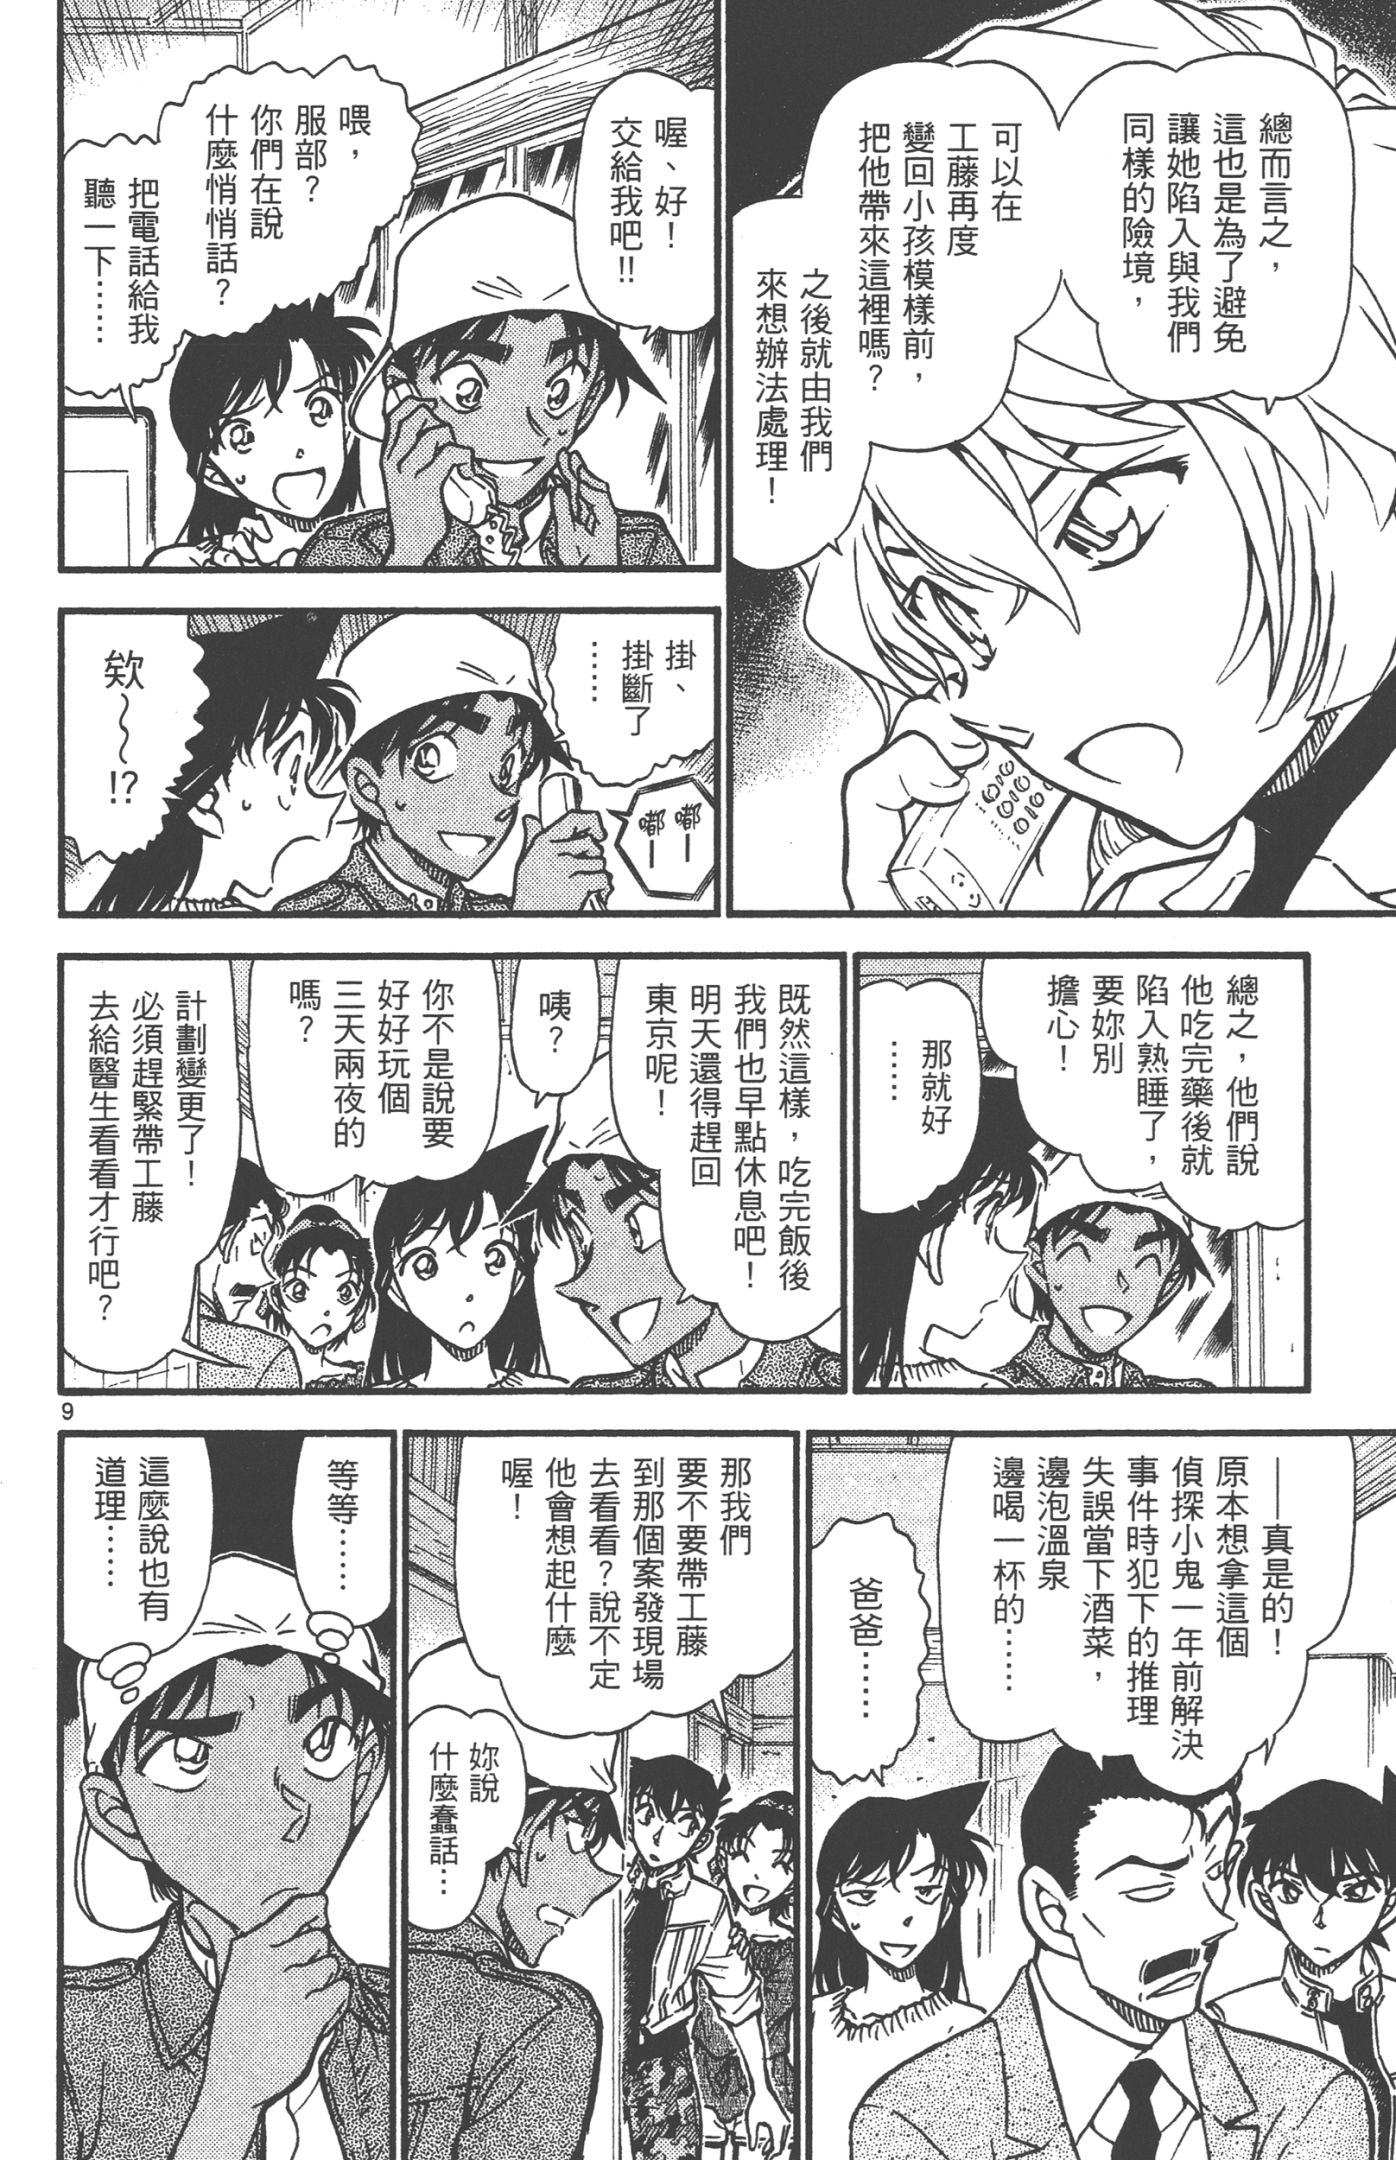 總而言之，
這也是為了避免
讓她陷入與我們
同樣的險境，
可以在
工藤再度
變回小孩模樣前，
把他帶來這裡嗎？
之後就由我們
來想辦法處理！
喔、好！
交給我吧!!
喂，
服部？
你們在說
什麼悄悄話？
把電話給我
聽一下……
掛、
掛斷了
……
嘟ー
嘟ー
欸～～!?
總之，他們說
他吃完藥後就
陷入熟睡了，
要妳別
擔心！
那就好
……
既然這樣，吃完飯後
我們也早點休息吧！
明天還得趕回
東京呢！
咦？
你不是說要
好好玩個
三天兩夜的
嗎？
計劃變更了！
必須趕緊帶工藤
去給醫生看看才行吧？
9
——真是的！
原本想拿這個
偵探小鬼一年前解決
事件時犯下的推理
失誤當下酒菜，
邊泡溫泉
邊喝一杯的……
爸爸……
那我們
要不要帶工藤
到那個案發現場
去看看？說不定
他會想起什麼
喔！
妳說
什麼蠢話…
等等……
這麼說也有
道理……